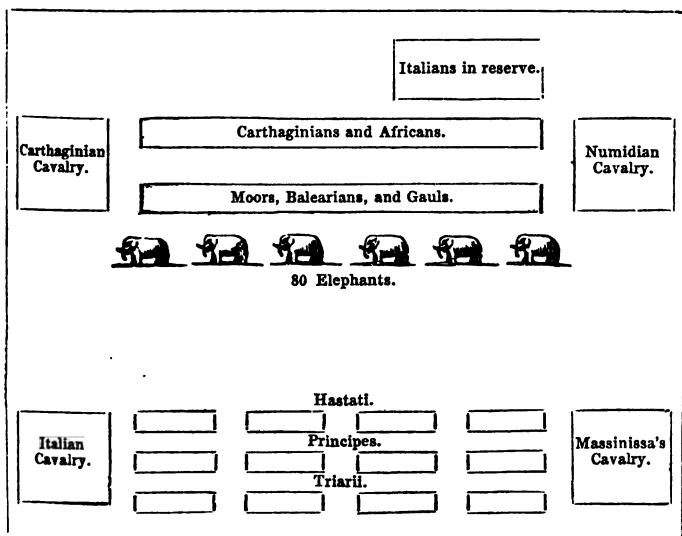 Italians in reserve.
Carthaginians and Africans.
Carthaginian
Cavalry.
Numidian
Cavalry.
Moors, Balearians, and Gauls.
80 Elephants.
Hastati.
Italian
Cavalry.
Principes.
Massinissa's
Cavalry.
Triarii.